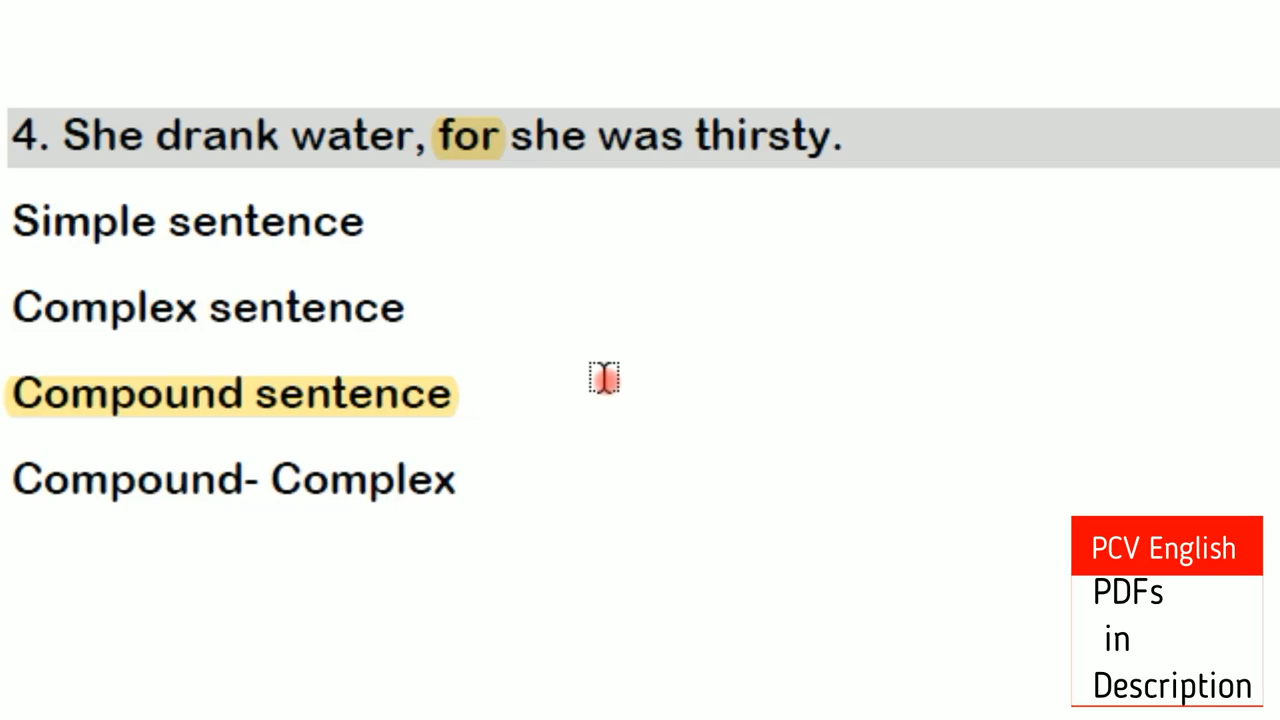 4. She drank water, for she was thirsty.
Simple sentence
Complex sentence
Compound sentence
Compound- Complex
PCV English
PDFs
in
Description